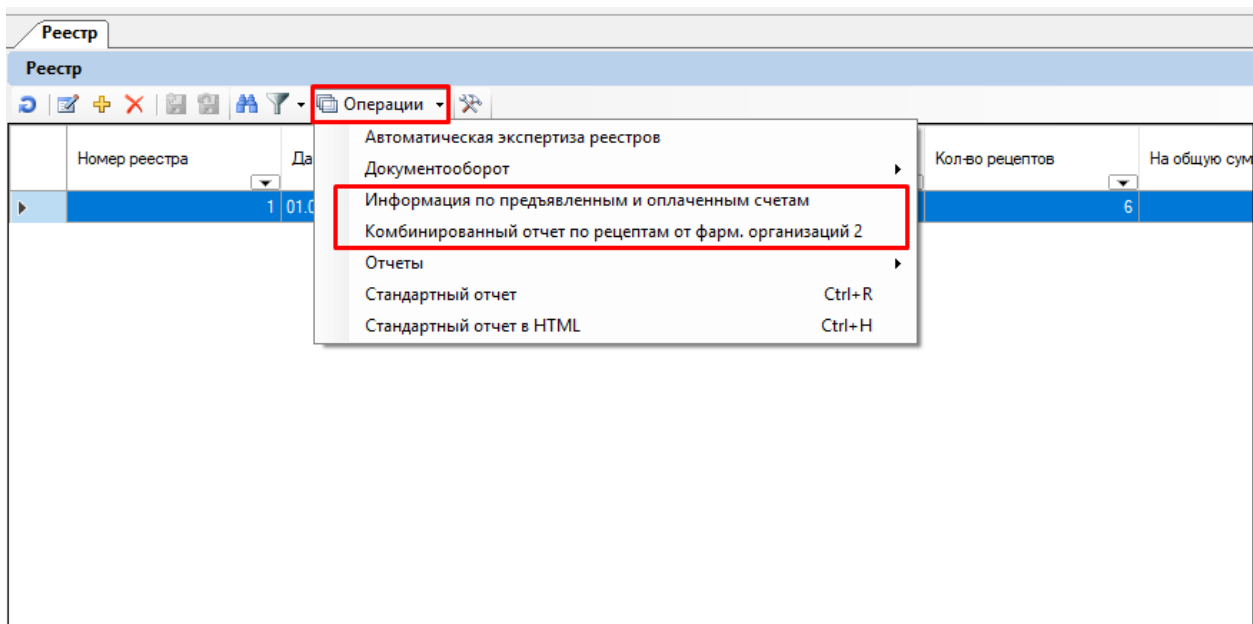 Реестр
Реестр
Операции
Номер реестра
Да
Кол-во рецептов
На общую сум
1
01.0
6
Автоматическая экспертиза реестров
Документооборот
Информация по предъявленным и оплаченным счетам
Комбинированный отчет по рецептам от фарм. организаций 2
Отчеты
Стандартный отчет Ctrl+R
Стандартный отчет в HTML Ctrl+H